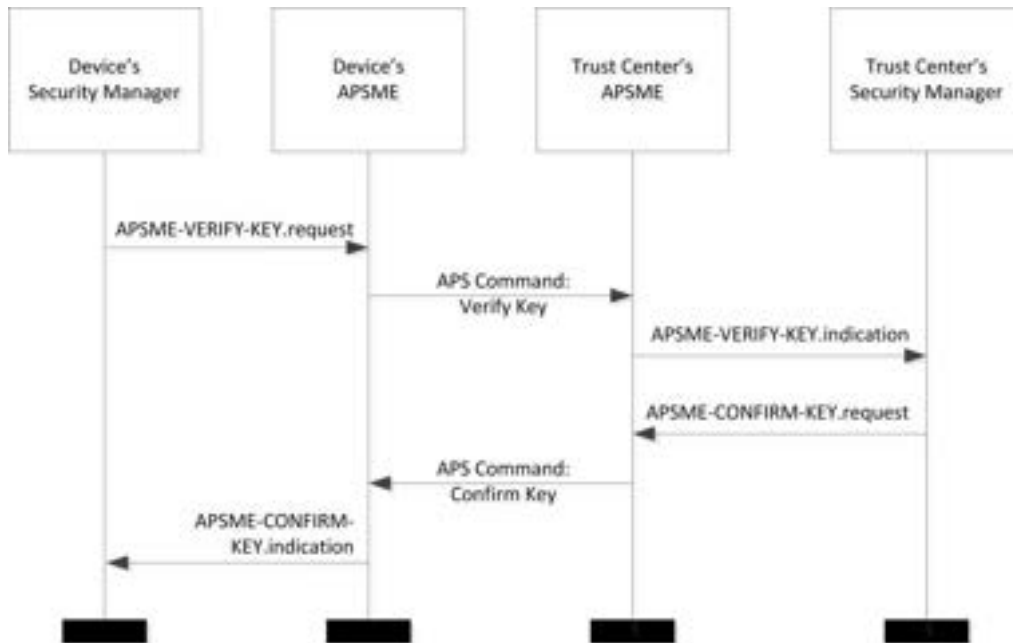 Device's
Security Manager
Device's
APSME
Trust Center's
APSME
Trust Center's
Security Manager
APSME-VERIFY-KEY.request
APS Command:
Verify Key
APSME-VERIFY-KEY.indication
APSME-CONFIRM-KEY.request
APS Command:
Confirm Key
APSME-CONFIRM-
KEY.indication